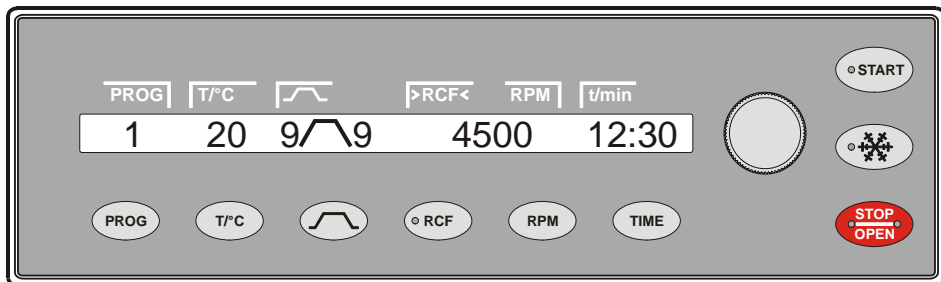 PROG T/°C >RCF< RPM t/min
1 20 9 9 4500 12:30
PROG T/°C RCF RPM TIME
START
STOP
OPEN